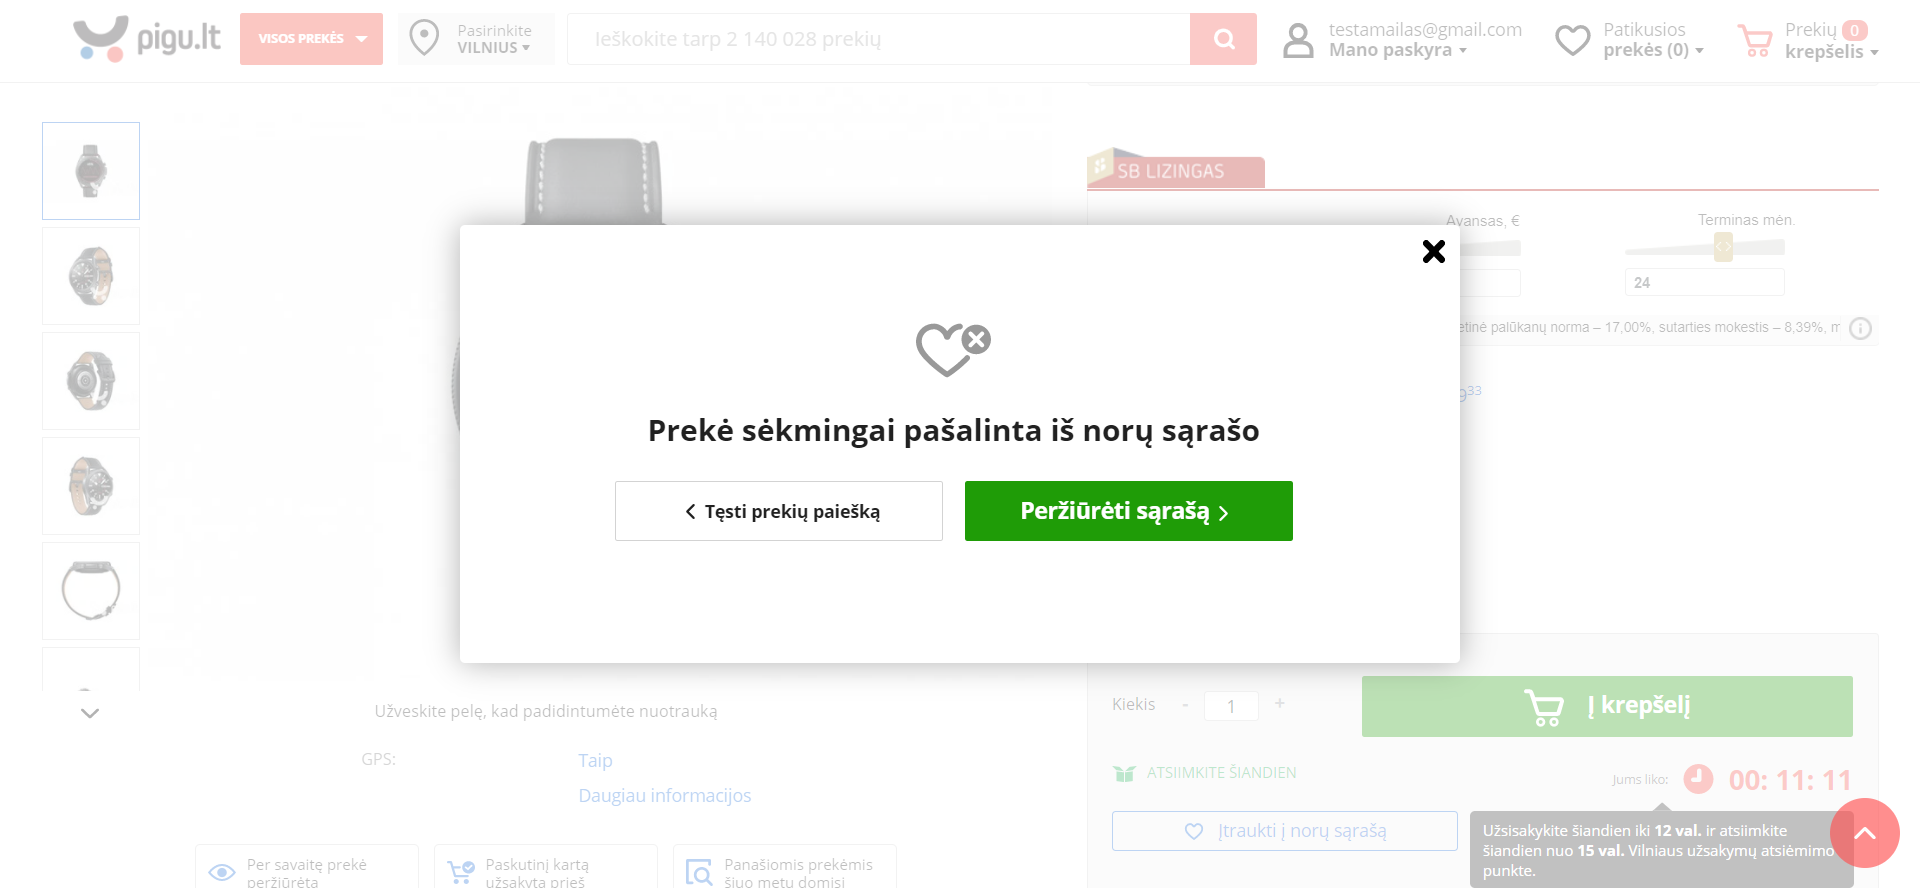 pigu.lt
VISOS PREKĖS
Pasirinkite
VILNIUS
Ieškokite tarp 2 140 028 prekių
testamailas@gmail.com
Mano paskyra
Patikusios
prekės (0)
Prekių 0
krepšelis
SB LIZINGAS
Avansas, €
Terminas mėn.
24
etinė palūkanų norma – 17,00%, sutarties mokestis – 8,39%, m
9³³
Prekė sėkmingai pašalinta iš norų sąrašo
Tęsti prekių paiešką
Peržiūrėti sąrašą
Užveskite pelę, kad padidintumėte nuotrauką
GPS:
Taip
Daugiau informacijos
Per savaitę prekė
peržiūrėta
Paskutinį kartą
užsakyta prieš
Panašiomis prekėmis
šiuo metu domisi
Kiekis - 1 +
Į krepšelį
ATSIIMKITE ŠIANDIEN
Jums liko:
00: 11: 11
Įtraukti į norų sąrašą
Užsisakykite šiandien iki 12 val. ir atsiimkite
šiandien nuo 15 val. Vilniaus užsakymų atsiėmimo
punkte.